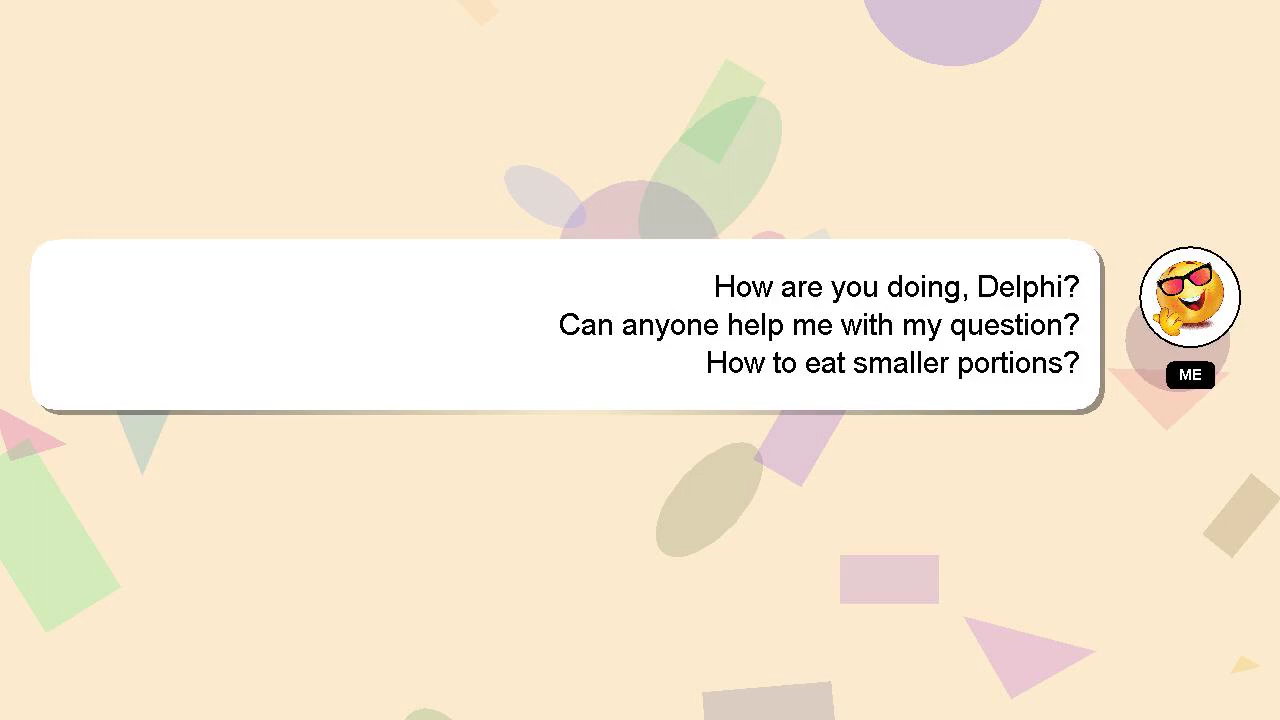 How are you doing, Delphi?
Can anyone help me with my question?
How to eat smaller portions?
ME